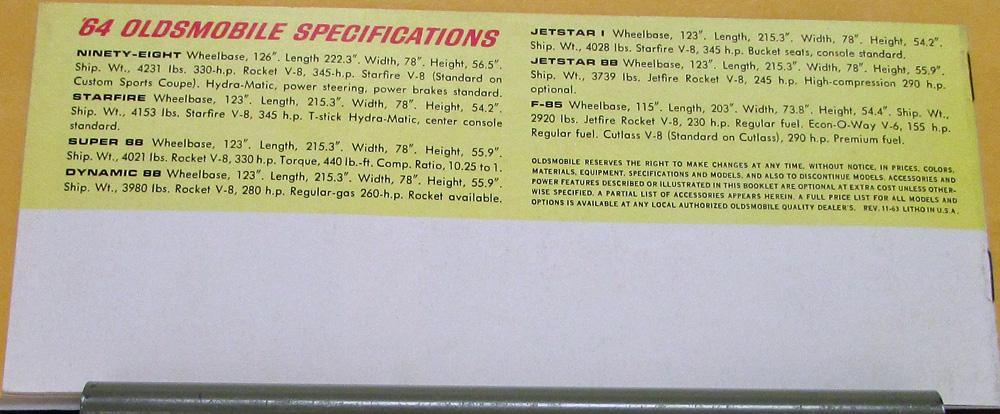 '64 OLDSMOBILE SPECIFICATIONS
NINETY-EIGHT Wheelbase, 126". Length 222.3". Width, 78". Height, 56.5".
Ship. Wt., 4231 lbs. 330-h.p. Rocket V-8, 345-h.p. Starfire V-8 (Standard on
Custom Sports Coupe). Hydra-Matic, power steering, power brakes standard.
STARFIRE Wheelbase, 123". Length, 215.3". Width, 78". Height, 54.2".
Ship. Wt., 4153 lbs. Starfire V-8, 345 h.p. T-stick Hydra-Matic, center console
standard.
SUPER 88 Wheelbase, 123". Length, 215.3". Width, 78". Height, 55.9".
Ship. Wt., 4021 lbs. Rocket V-8, 330 h.p. Torque, 440 lb.-ft. Comp. Ratio, 10.25 to 1.
DYNAMIC 88 Wheelbase, 123". Length, 215.3". Width, 78". Height, 55.9".
Ship. Wt., 3980 lbs. Rocket V-8, 280 h.p. Regular-gas 260-h.p. Rocket available.
JETSTAR I Wheelbase, 123". Length, 215.3". Width, 78". Height, 54.2".
Ship. Wt., 4028 lbs. Starfire V-8, 345 h.p. Bucket seats, console standard.
JETSTAR 88 Wheelbase, 123". Length, 215.3". Width, 78". Height, 55.9".
Ship. Wt., 3739 lbs. Jetfire Rocket V-8, 245 h.p. High-compression 290 h.p.
optional.
F-85 Wheelbase, 115". Length, 203". Width, 73.8". Height, 54.4". Ship. Wt.,
2920 lbs. Jetfire Rocket V-8, 230 h.p. Regular fuel. Econ-O-Way V-6, 155 h.p.
Regular fuel. Cutlass V-8 (Standard on Cutlass), 290 h.p. Premium fuel.
OLDSMOBILE RESERVES THE RIGHT TO MAKE CHANGES AT ANY TIME, WITHOUT NOTICE, IN PRICES, COLORS,
MATERIALS, EQUIPMENT, SPECIFICATIONS AND MODELS, AND ALSO TO DISCONTINUE MODELS. ACCESSORIES AND
POWER FEATURES DESCRIBED OR ILLUSTRATED IN THIS BOOKLET ARE OPTIONAL AT EXTRA COST UNLESS OTHER-
WISE SPECIFIED. A PARTIAL LIST OF ACCESSORIES APPEARS HEREIN. A FULL PRICE LIST FOR ALL MODELS AND
OPTIONS IS AVAILABLE AT ANY LOCAL AUTHORIZED OLDSMOBILE QUALITY DEALER'S. REV. 11-63 LITHO IN U.S.A.